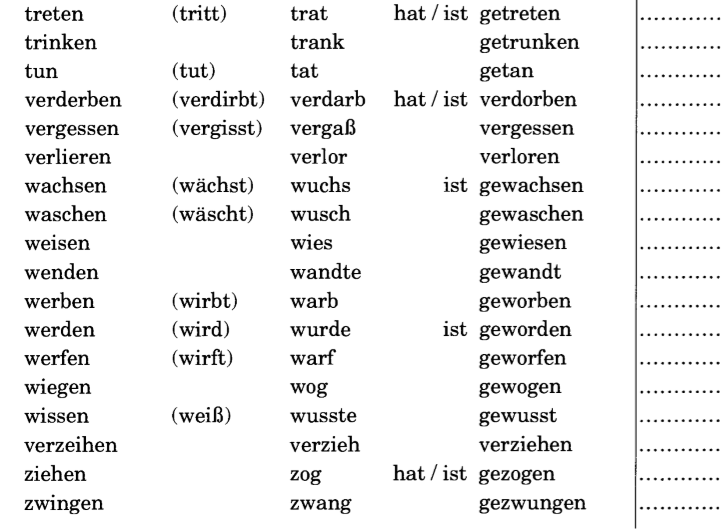 treten (tritt) trat hat / ist getreten ............
trinken trank getrunken ............
tun (tut) tat getan ............
verderben (verdirbt) verdarb hat / ist verdorben ............
vergessen (vergisst) vergaß vergessen ............
verlieren verlor verloren ............
wachsen (wächst) wuchs ist gewachsen ............
waschen (wäscht) wusch gewaschen ............
weisen wies gewiesen ............
wenden wandte gewandt ............
werben (wirbt) warb geworben ............
werden (wird) wurde ist geworden ............
werfen (wirft) warf geworfen ............
wiegen wog gewogen ............
wissen (weiß) wusste gewusst ............
verzeihen verzieh verziehen ............
ziehen zog hat / ist gezogen ............
zwingen zwang gezwungen ............